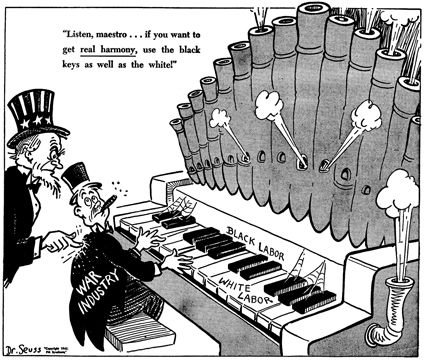 "Listen, maestro . . . if you want to
get real harmony, use the black
keys as well as the white!"
BLACK LABOR
WHITE
LABOR
WAR
INDUSTRY
Dr. Seuss